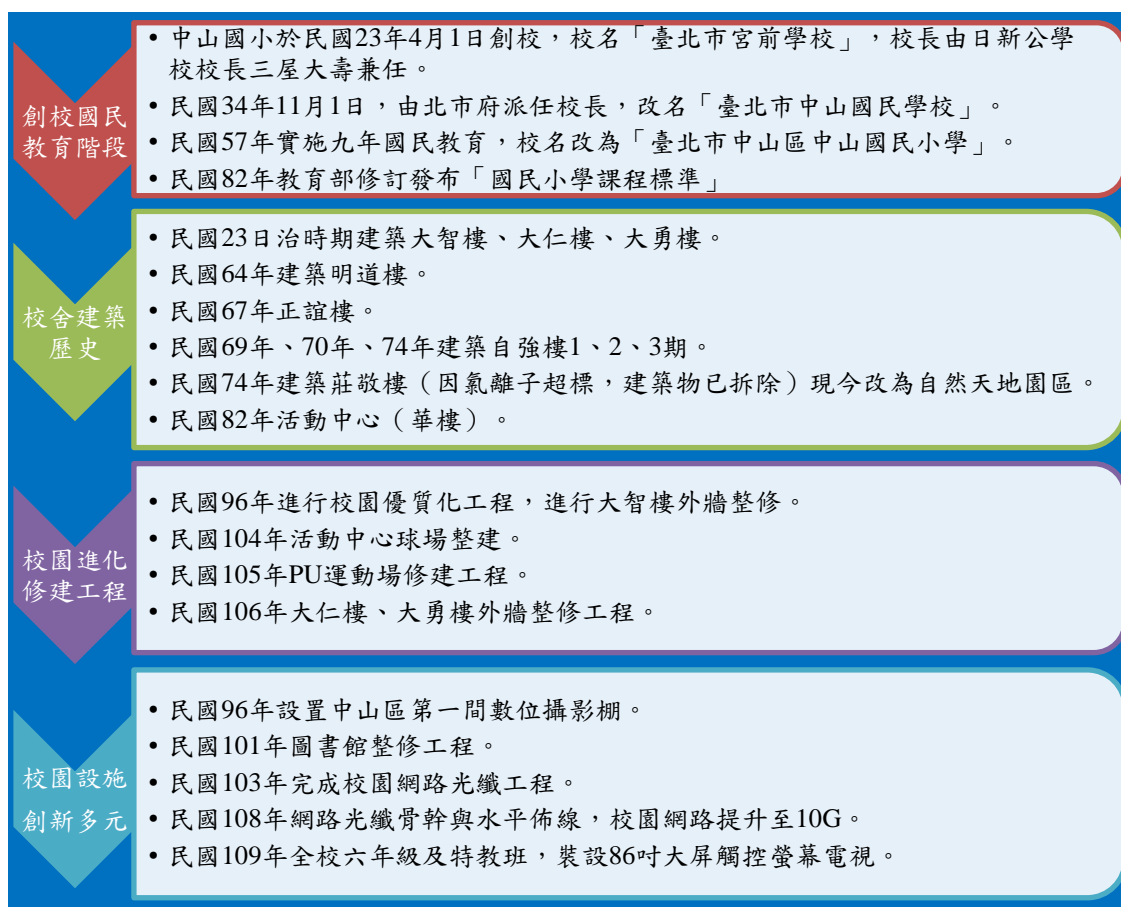 創校國民
教育階段
•中山國小於民國23年4月1日創校，校名「臺北市宮前學校」，校長由日新公學
校校長三屋大壽兼任。
•民國34年11月1日，由北市府派任校長，改名「臺北市中山國民學校」。
•民國57年實施九年國民教育，校名改為「臺北市中山區中山國民小學」。
•民國82年教育部修訂發布「國民小學課程標準」
校舍建築
歷史
•民國23日治時期建築大智樓、大仁樓、大勇樓。
•民國64年建築明道樓。
•民國67年正誼樓。
•民國69年、70年、74年建築自強樓1、2、3期。
•民國74年建築莊敬樓（因氯離子超標，建築物已拆除）現今改為自然天地園區。
•民國82年活動中心（華樓）。
校園進化
修建工程
•民國96年進行校園優質化工程，進行大智樓外牆整修。
•民國104年活動中心球場整建。
•民國105年PU運動場修建工程。
•民國106年大仁樓、大勇樓外牆整修工程。
校園設施
創新多元
•民國96年設置中山區第一間數位攝影棚。
•民國101年圖書館整修工程。
•民國103年完成校園網路光纖工程。
•民國108年網路光纖骨幹與水平佈線，校園網路提升至10G。
•民國109年全校六年級及特教班，裝設86吋大屏觸控螢幕電視。